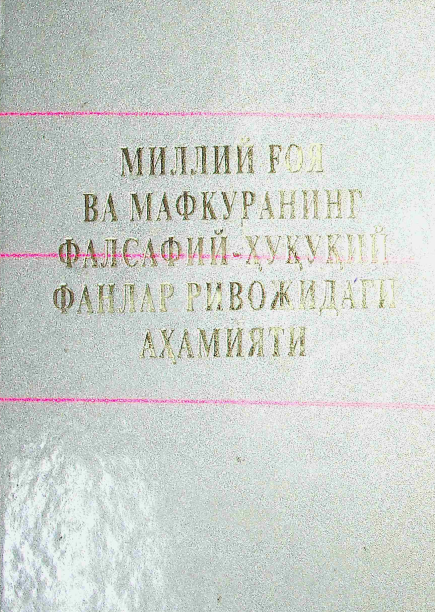 МИЛЛИЙ ҒОЯ
ВА МАФКУРАНИНГ
ФАЛСАФИЙ-ҲУҚУҚИЙ
ФАНЛАР РИВОЖИДАГИ
АҲАМИЯТИ